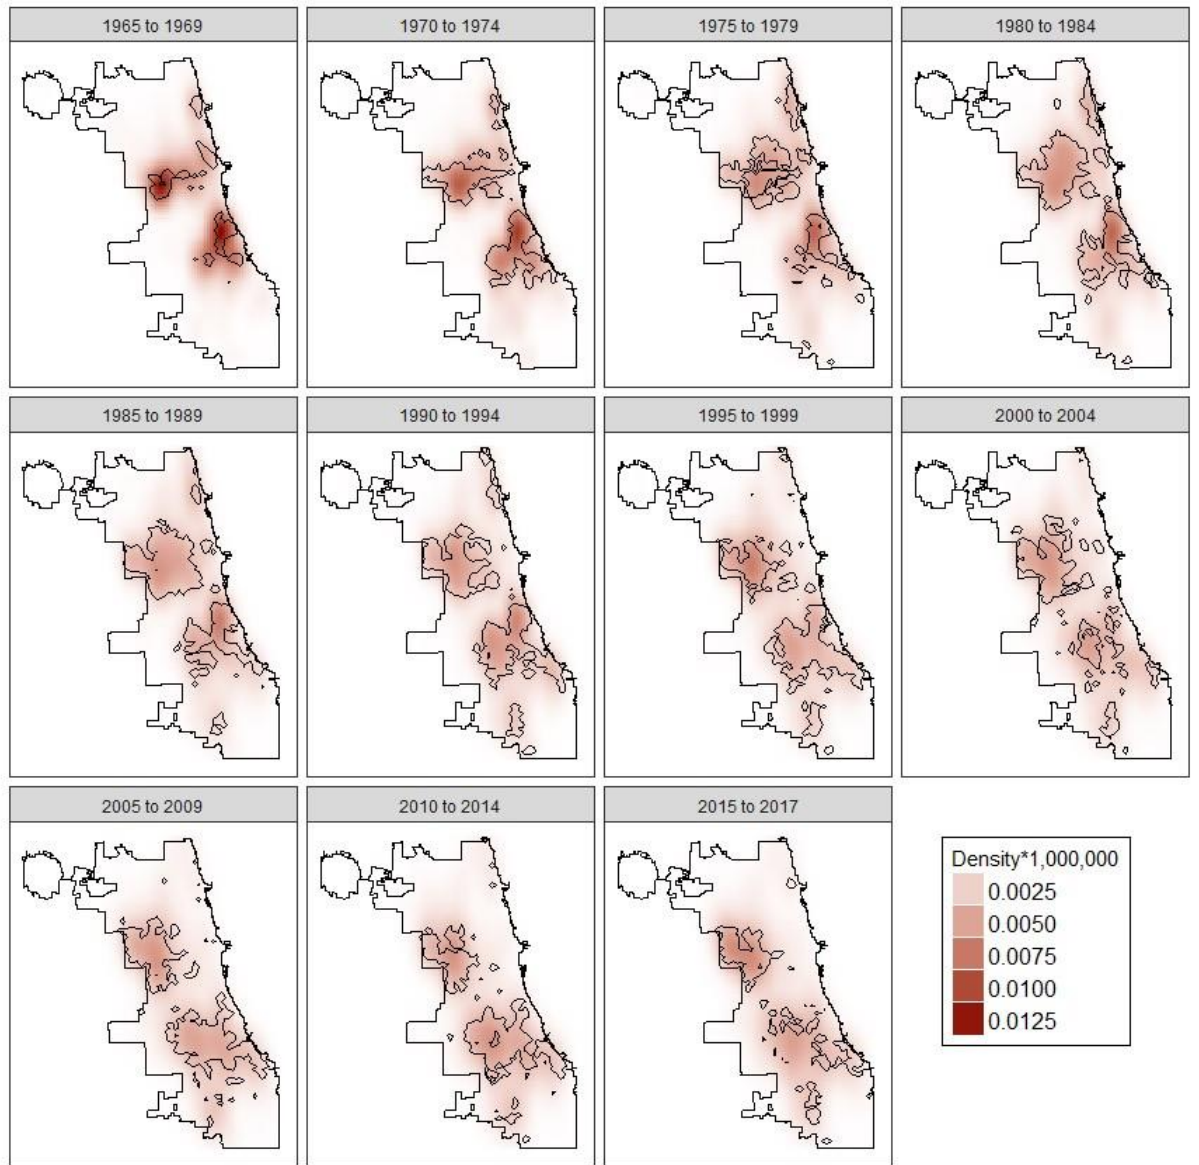 1965 to 1969
1970 to 1974
1975 to 1979
1980 to 1984
1985 to 1989
1990 to 1994
1995 to 1999
2000 to 2004
2005 to 2009
2010 to 2014
2015 to 2017
Density*1,000,000
0.0025
0.0050
0.0075
0.0100
0.0125